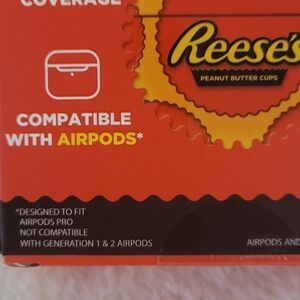 COVERAGE
Reese's
PEANUT BUTTER CUPS
COMPATIBLE
WITH AIRPODS*
*DESIGNED TO FIT
AIRPODS PRO
NOT COMPATIBLE
WITH GENERATION 1 & 2 AIRPODS
AIRPODS AND